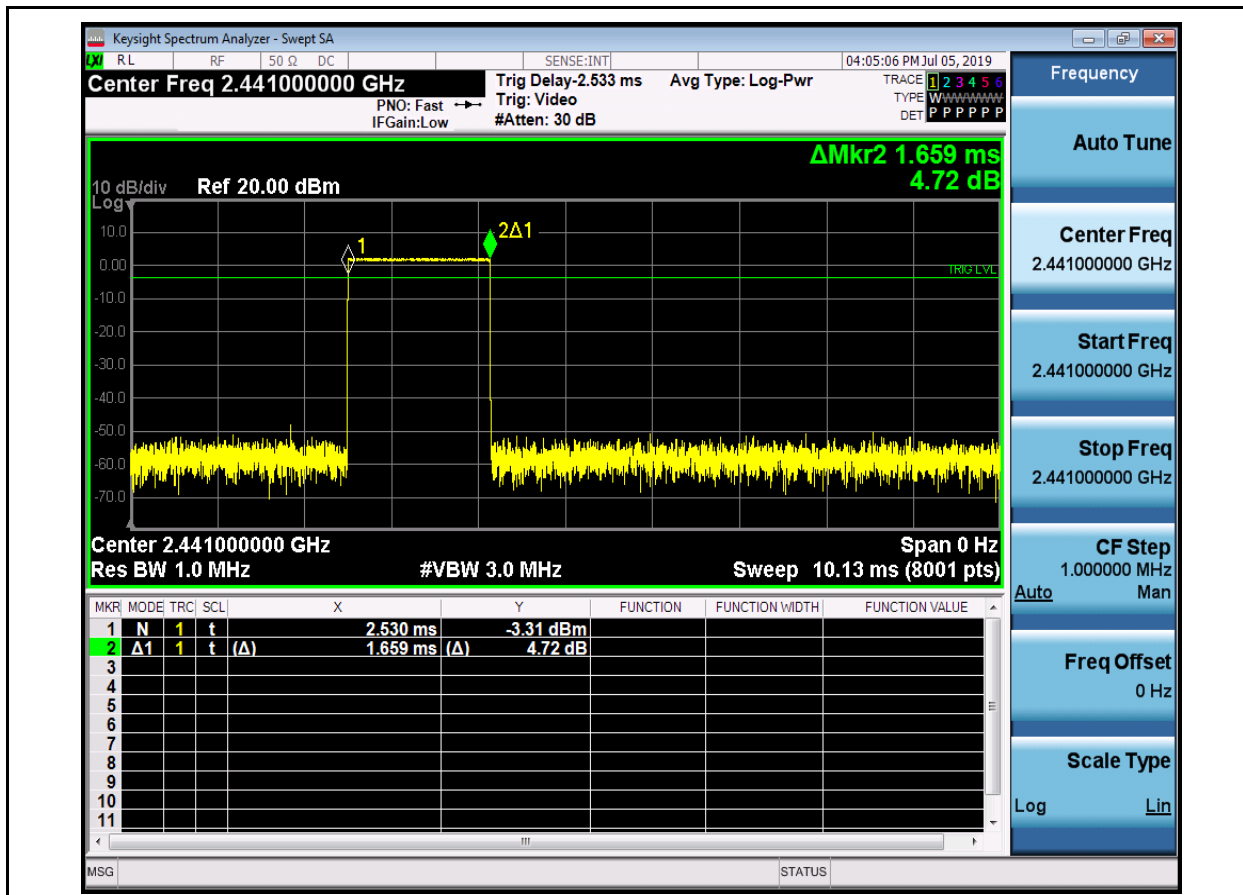 Keysight Spectrum Analyzer - Swept SA
LXI RL RF 50 Ω DC SENSE:INT 04:05:06 PM Jul 05, 2019
Center Freq 2.441000000 GHz Trig Delay-2.533 ms Avg Type: Log-Pwr TRACE 1 2 3 4 5 6
PNO: Fast Trig: Video TYPE WWWWWW
IFGain:Low #Atten: 30 dB DET P P P P P P
ΔMkr2 1.659 ms
4.72 dB
10 dB/div Ref 20.00 dBm
Log
10.0
0.00
-10.0
-20.0
-30.0
-40.0
-50.0
-60.0
-70.0
1
2Δ1
TRIG LVL
Center 2.441000000 GHz Span 0 Hz
Res BW 1.0 MHz #VBW 3.0 MHz Sweep 10.13 ms (8001 pts)
MKR MODE TRC SCL X Y FUNCTION FUNCTION WIDTH FUNCTION VALUE
1 N 1 t 2.530 ms -3.31 dBm
2 Δ1 1 t (Δ) 1.659 ms (Δ) 4.72 dB
3
4
5
6
7
8
9
10
11
MSG STATUS
Frequency
Auto Tune
Center Freq
2.441000000 GHz
Start Freq
2.441000000 GHz
Stop Freq
2.441000000 GHz
CF Step
1.000000 MHz
Auto Man
Freq Offset
0 Hz
Scale Type
Log Lin